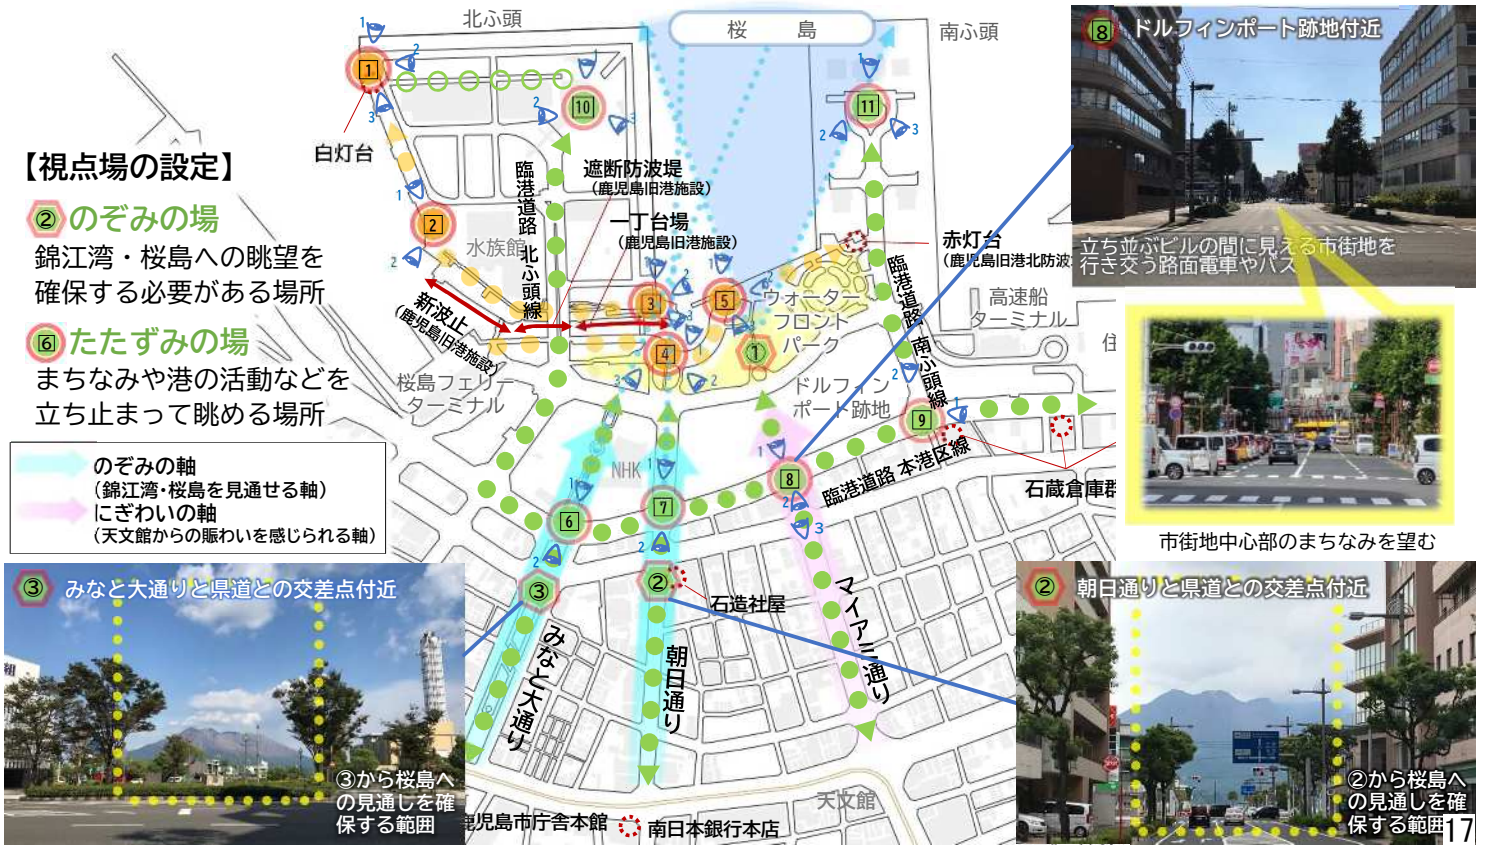 北ふ頭
桜島
南ふ頭
8 ドルフィンポート跡地付近
立ち並ぶビルの間に見える市街地を
行き交う路面電車やバス
市街地中心部のまちなみを望む
【視点場の設定】
②のぞみの場
錦江湾・桜島への眺望を
確保する必要がある場所
6 たたずみの場
まちなみや港の活動などを
立ち止まって眺める場所
のぞみの軸
(錦江湾・桜島を見通せる軸)
にぎわいの軸
(天文館からの賑わいを感じられる軸)
白灯台
臨港道路 北ふ頭線
遮断防波堤
(鹿児島旧港施設)
一丁台場
(鹿児島旧港施設)
水族館
新波止
(鹿児島旧港施設)
赤灯台
(鹿児島旧港北防波
ウォーター
フロント
パーク
臨港道路 南ふ頭線
高速船
ターミナル
住
桜島フェリー
ターミナル
ドルフィン
ポート跡地
NHK
臨港道路 本港区線
石蔵倉庫群
石造社屋
みなと大通り
朝日通り
マイアミ通り
天文館
鹿児島市庁舎本館
南日本銀行本店
1
2
3
4
5
①
6
7
8
9
10
11
③
②
③ みなと大通りと県道との交差点付近
③から桜島へ
の見通しを確
保する範囲
② 朝日通りと県道との交差点付近
②から桜島へ
の見通しを確
保する範囲
17